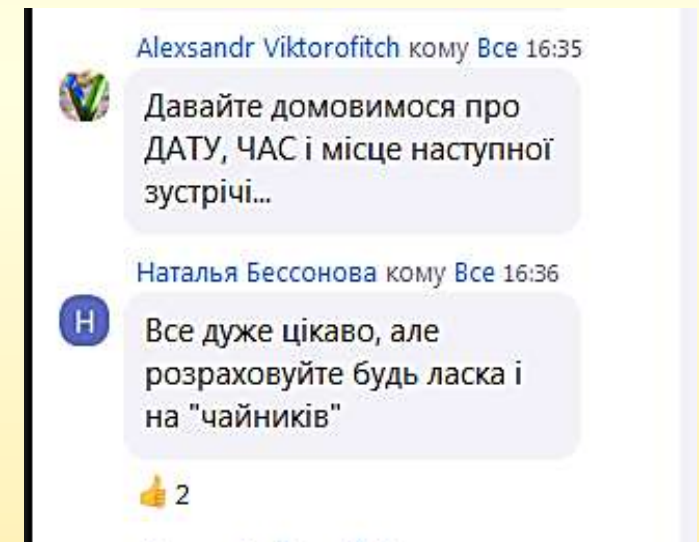 Alexsandr Viktorofitch кому Все 16:35
Давайте домовимося про
ДАТУ, ЧАС і місце наступної
зустрічі...
Наталья Бессонова кому Все 16:36
Н
Все дуже цікаво, але
розраховуйте будь ласка і
на "чайників"
👍 2